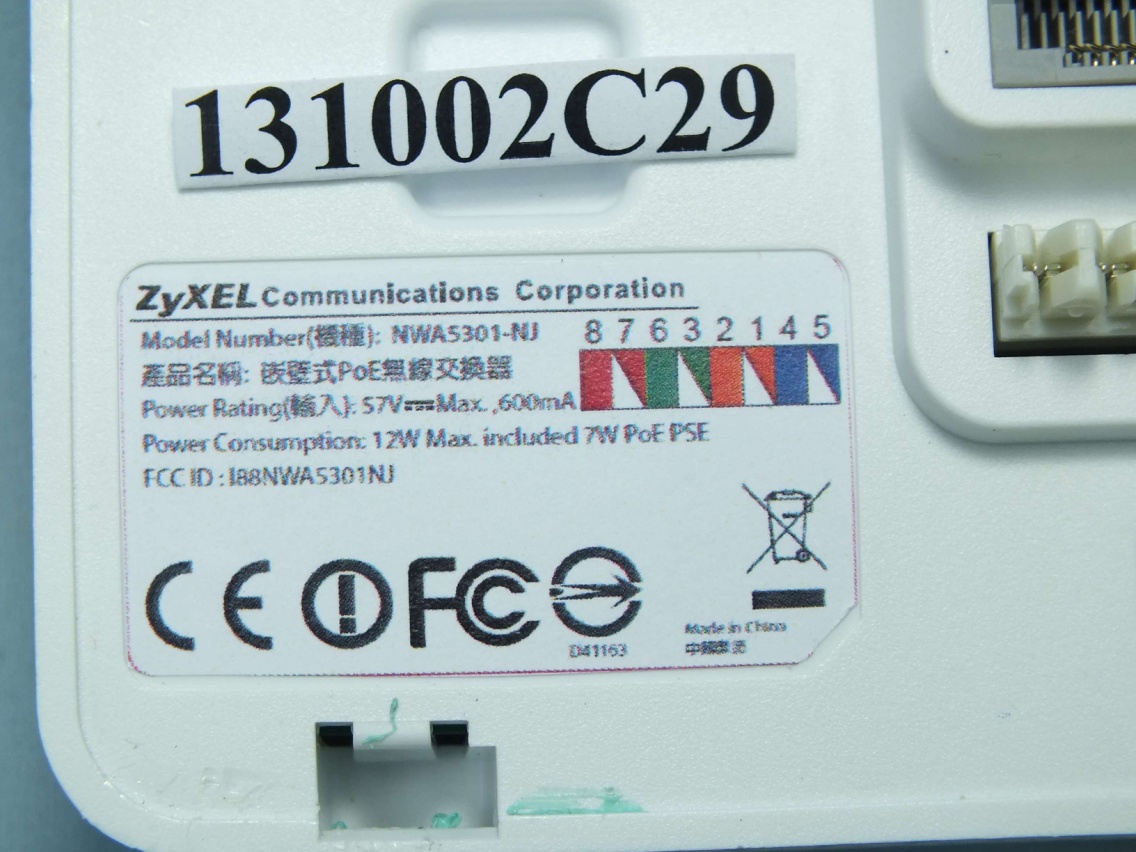 131002C29
ZyXEL Communications Corporation
Model Number(機種): NWA5301-NJ
8 7 6 3 2 1 4 5
產品名稱: 嵌壁式PoE無線交換器
Power Rating(輸入): 57V⎓Max. ,600mA
Power Consumption: 12W Max. included 7W PoE PSE
FCC ID : I88NWA5301NJ
CE FC
D41163
Made in China
中國製造